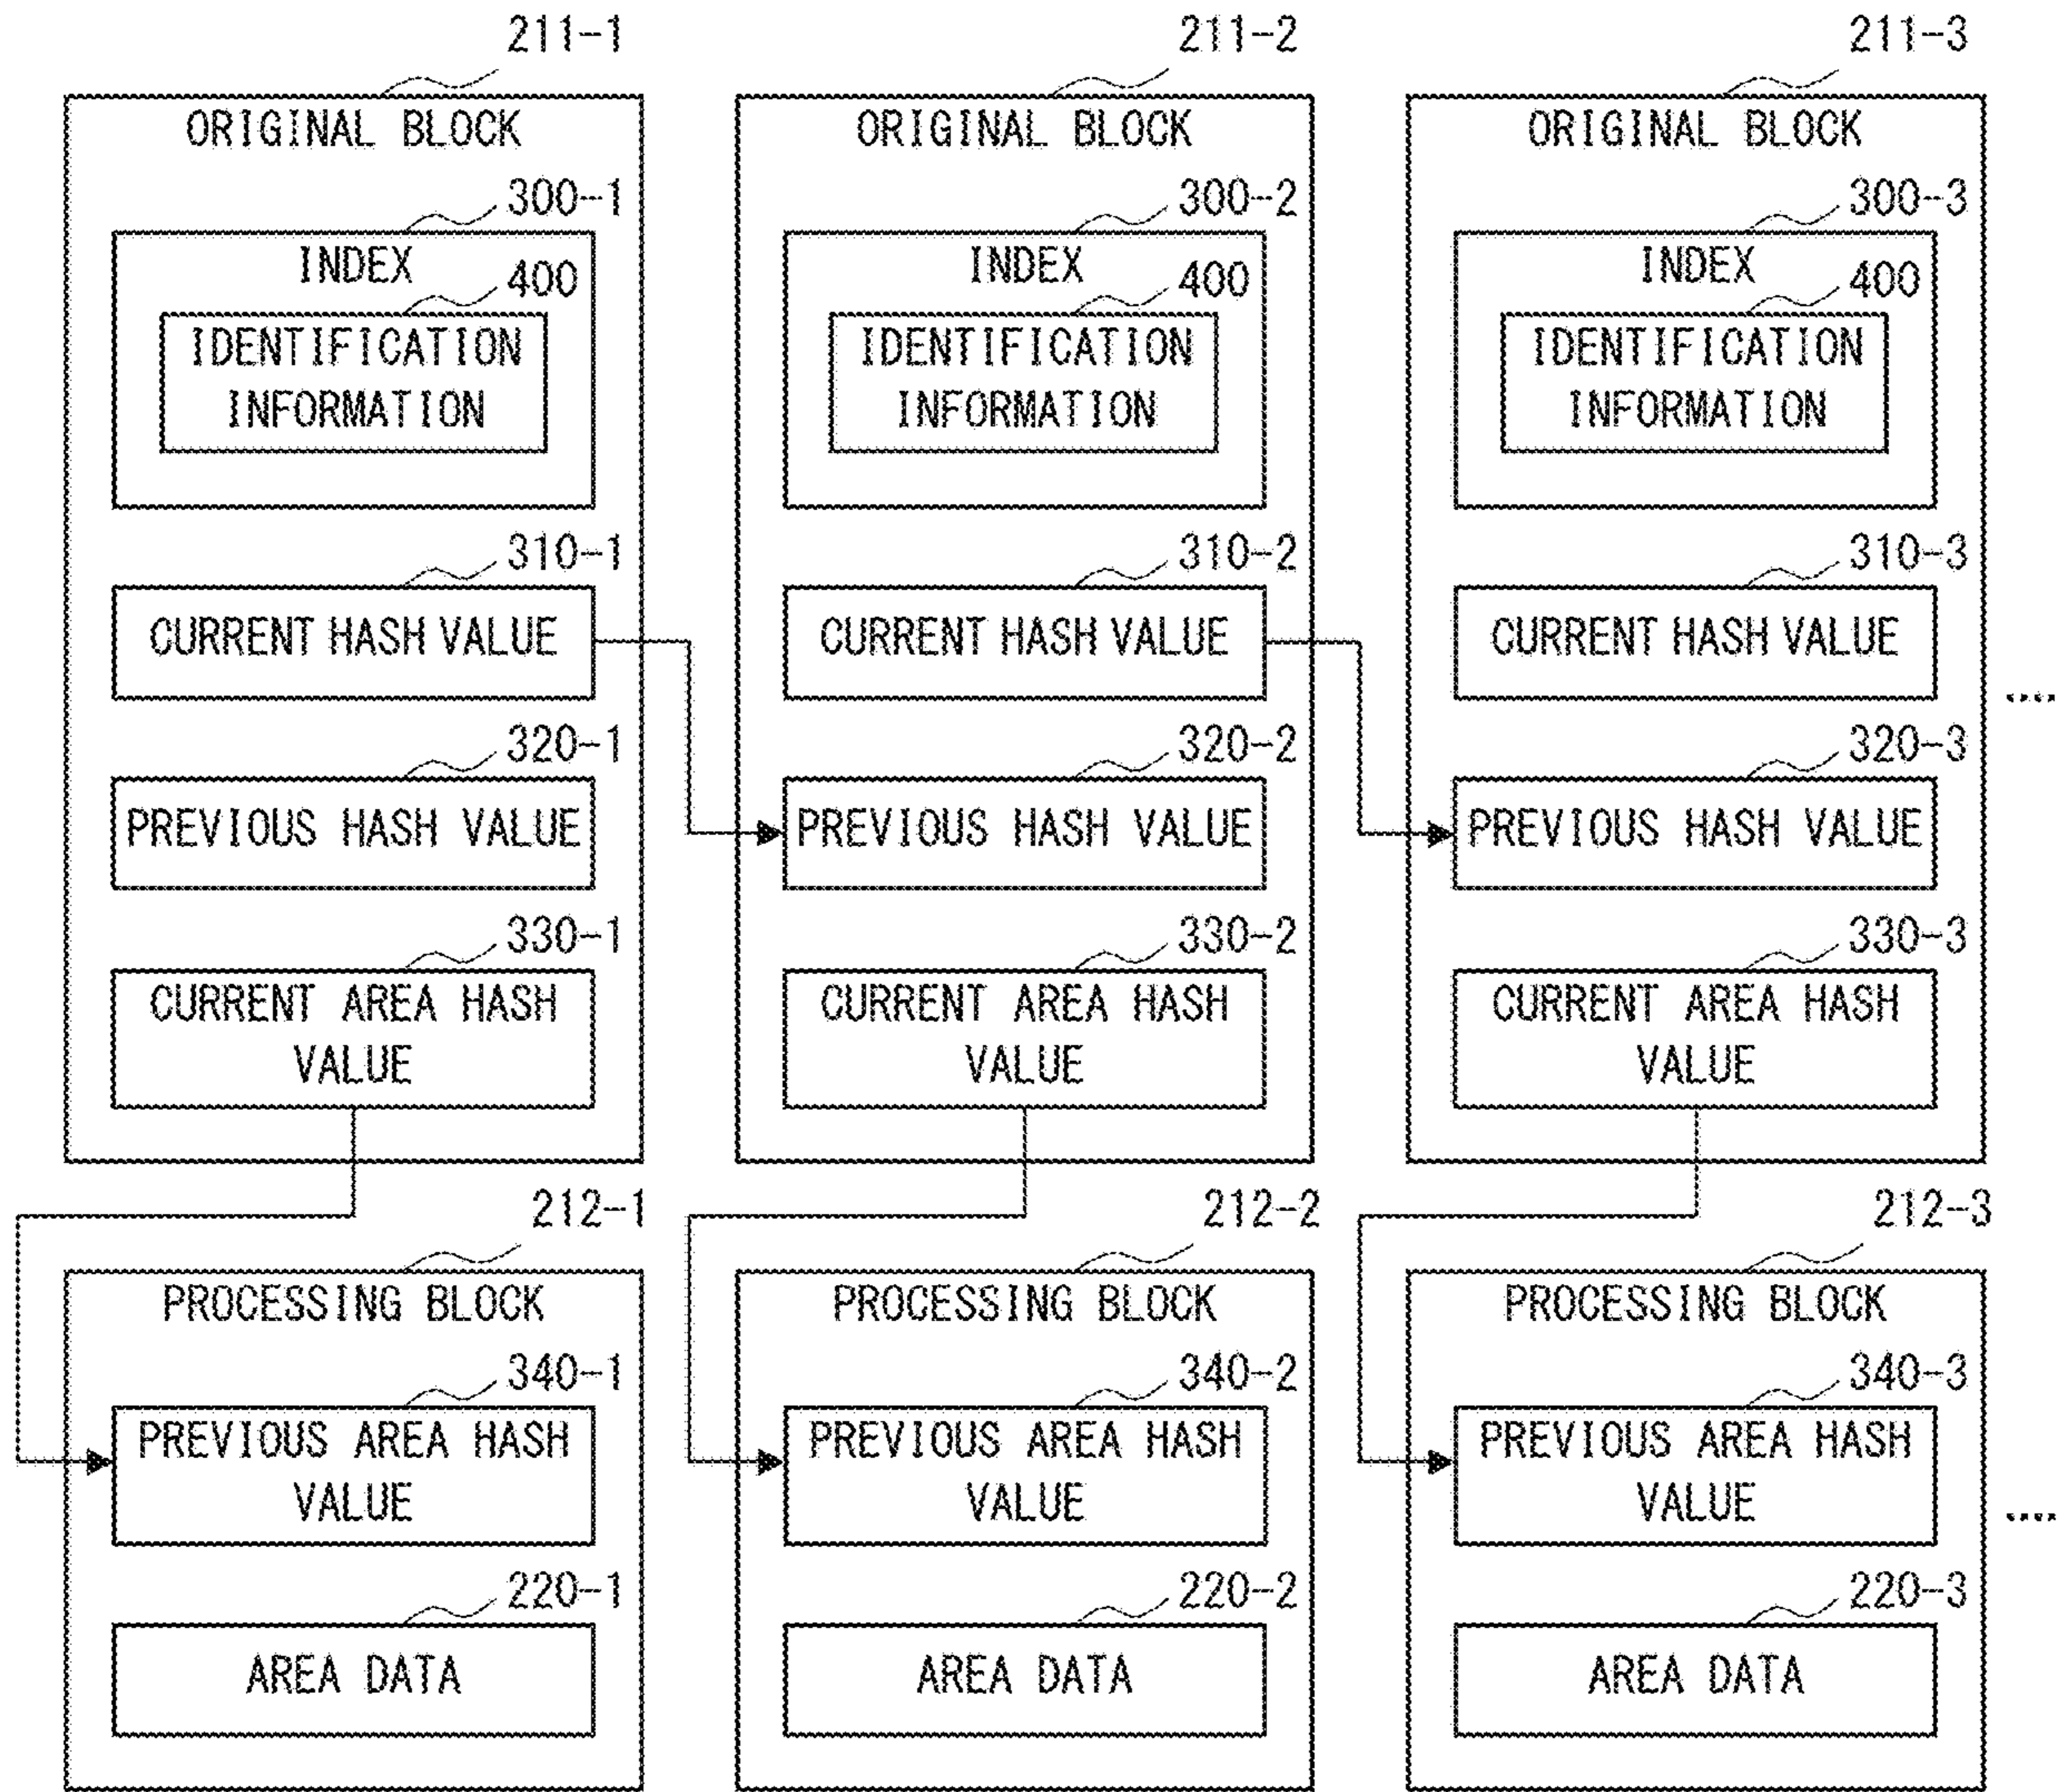 211-1
ORIGINAL BLOCK
300-1
INDEX
400
IDENTIFICATION
INFORMATION
310-1
CURRENT HASH VALUE
320-1
PREVIOUS HASH VALUE
330-1
CURRENT AREA HASH
VALUE
212-1
PROCESSING BLOCK
340-1
PREVIOUS AREA HASH
VALUE
220-1
AREA DATA
211-2
ORIGINAL BLOCK
300-2
INDEX
400
IDENTIFICATION
INFORMATION
310-2
CURRENT HASH VALUE
320-2
PREVIOUS HASH VALUE
330-2
CURRENT AREA HASH
VALUE
212-2
PROCESSING BLOCK
340-2
PREVIOUS AREA HASH
VALUE
220-2
AREA DATA
211-3
ORIGINAL BLOCK
300-3
INDEX
400
IDENTIFICATION
INFORMATION
310-3
CURRENT HASH VALUE
320-3
PREVIOUS HASH VALUE
330-3
CURRENT AREA HASH
VALUE
212-3
PROCESSING BLOCK
340-3
PREVIOUS AREA HASH
VALUE
220-3
AREA DATA
....
....